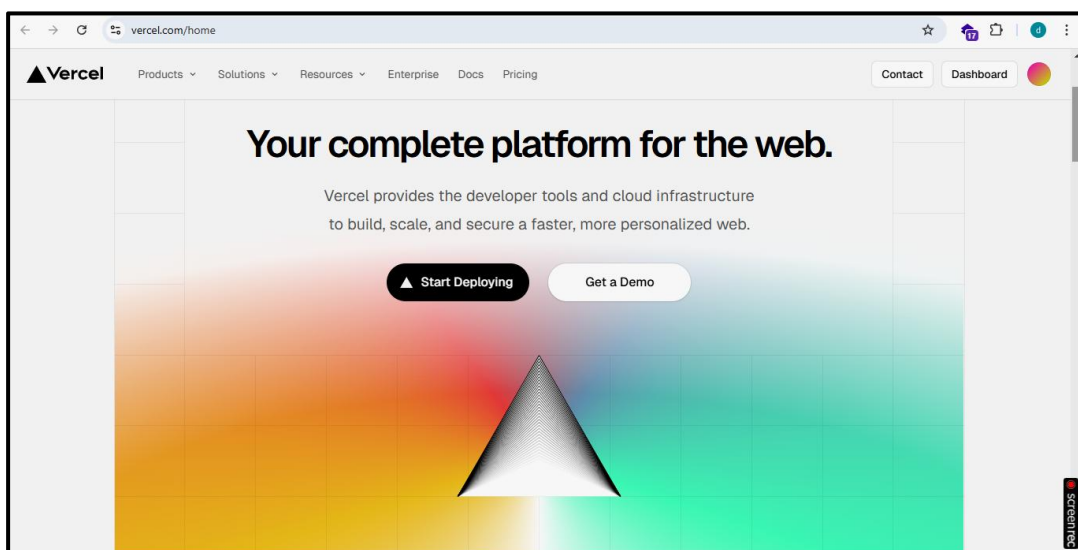 vercel.com/home
17
d
Vercel
Products
Solutions
Resources
Enterprise
Docs
Pricing
Contact
Dashboard
Your complete platform for the web.
Vercel provides the developer tools and cloud infrastructure
to build, scale, and secure a faster, more personalized web.
Start Deploying
Get a Demo
screenrec